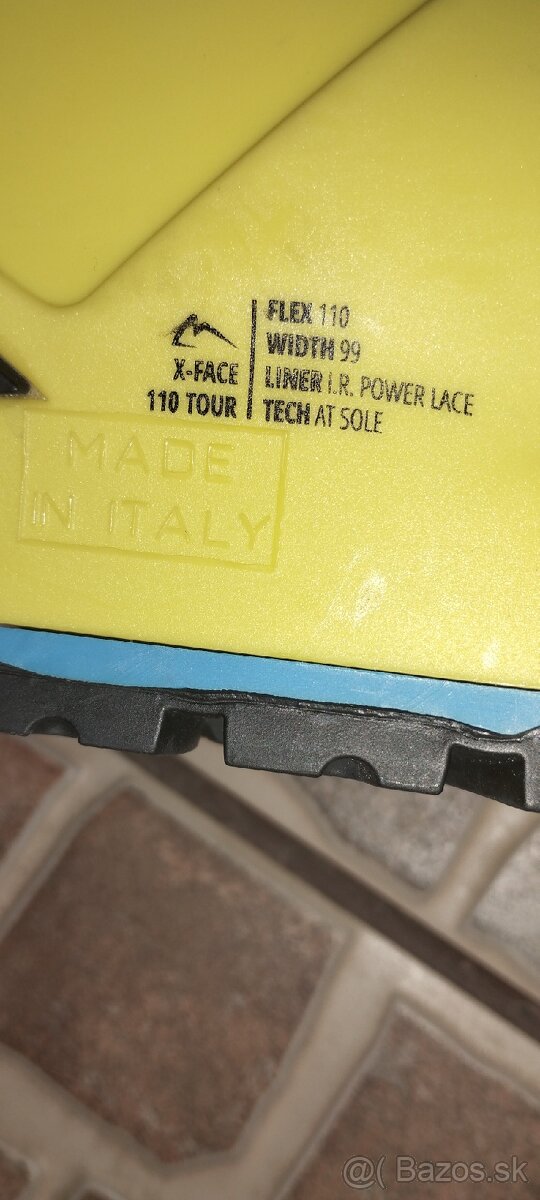 X-FACE
110 TOUR
FLEX 110
WIDTH 99
LINER I.R. POWER LACE
TECH AT SOLE
MADE
IN ITALY
@( Bazos.sk